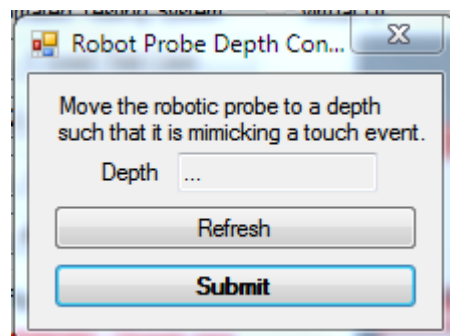 Robot Probe Depth Con...
Move the robotic probe to a depth
such that it is mimicking a touch event.
Depth ...
Refresh
Submit